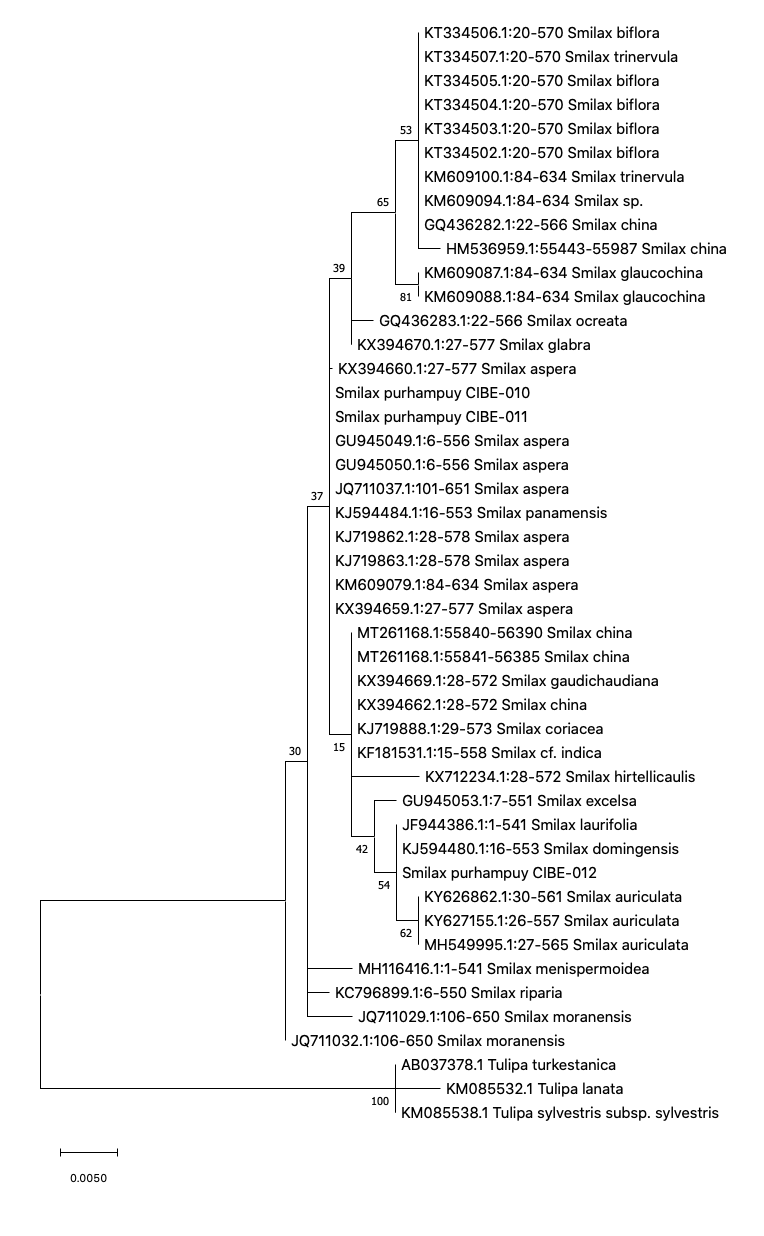 KT334506.1:20-570 Smilax biflora
KT334507.1:20-570 Smilax trinervula
KT334505.1:20-570 Smilax biflora
KT334504.1:20-570 Smilax biflora
53 KT334503.1:20-570 Smilax biflora
KT334502.1:20-570 Smilax biflora
KM609100.1:84-634 Smilax trinervula
65 KM609094.1:84-634 Smilax sp.
GQ436282.1:22-566 Smilax china
HM536959.1:55443-55987 Smilax china
39 KM609087.1:84-634 Smilax glaucochina
81 KM609088.1:84-634 Smilax glaucochina
GQ436283.1:22-566 Smilax ocreata
KX394670.1:27-577 Smilax glabra
KX394660.1:27-577 Smilax aspera
Smilax purhampuy CIBE-010
Smilax purhampuy CIBE-011
GU945049.1:6-556 Smilax aspera
GU945050.1:6-556 Smilax aspera
37 JQ711037.1:101-651 Smilax aspera
KJ594484.1:16-553 Smilax panamensis
KJ719862.1:28-578 Smilax aspera
KJ719863.1:28-578 Smilax aspera
KM609079.1:84-634 Smilax aspera
KX394659.1:27-577 Smilax aspera
MT261168.1:55840-56390 Smilax china
MT261168.1:55841-56385 Smilax china
KX394669.1:28-572 Smilax gaudichaudiana
KX394662.1:28-572 Smilax china
KJ719888.1:29-573 Smilax coriacea
30 15 KF181531.1:15-558 Smilax cf. indica
KX712234.1:28-572 Smilax hirtellicaulis
GU945053.1:7-551 Smilax excelsa
JF944386.1:1-541 Smilax laurifolia
42 KJ594480.1:16-553 Smilax domingensis
54 Smilax purhampuy CIBE-012
KY626862.1:30-561 Smilax auriculata
62 KY627155.1:26-557 Smilax auriculata
MH549995.1:27-565 Smilax auriculata
MH116416.1:1-541 Smilax menispermoidea
KC796899.1:6-550 Smilax riparia
JQ711029.1:106-650 Smilax moranensis
JQ711032.1:106-650 Smilax moranensis
AB037378.1 Tulipa turkestanica
KM085532.1 Tulipa lanata
100 KM085538.1 Tulipa sylvestris subsp. sylvestris
0.0050